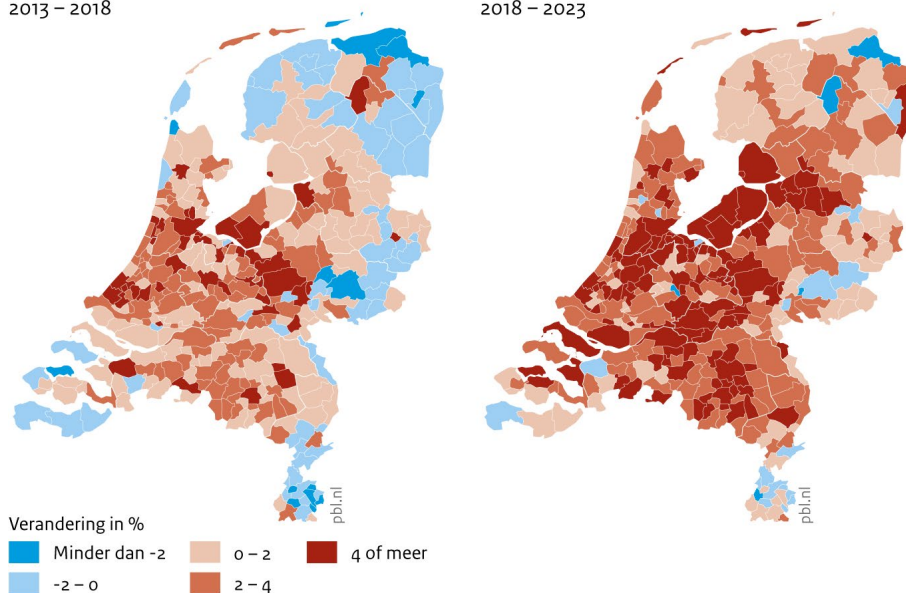 2013 – 2018
2018 – 2023
pbl.nl
pbl.nl
Verandering in %
Minder dan -2
-2 – 0
0 – 2
2 – 4
4 of meer